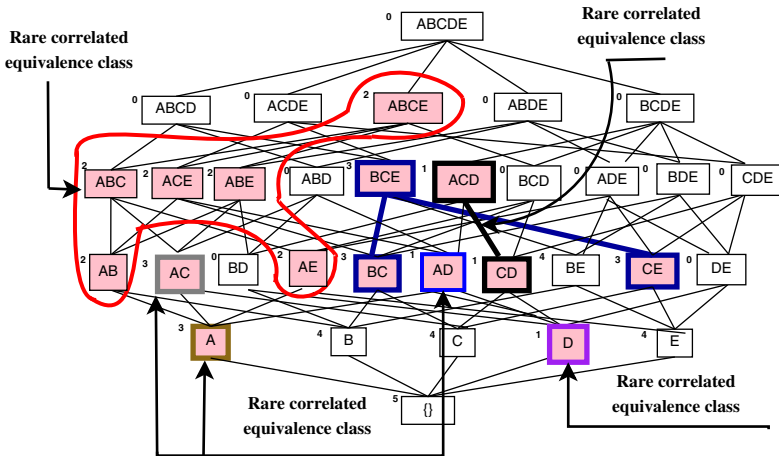 0 ABCDE
Rare correlated
equivalence class
Rare correlated
equivalence class
0 ABCD 0 ACDE 2 ABCE 0 ABDE 0 BCDE
2 ABC 2 ACE 2 ABE 0 ABD 3 BCE 1 ACD 0 BCD 0 ADE 0 BDE 0 CDE
2 AB 3 AC 0 BD 2 AE 3 BC 1 AD 1 CD 4 BE 3 CE 0 DE
3 A 4 B 4 C 1 D 4 E
Rare correlated
equivalence class
Rare correlated
equivalence class
5 {}